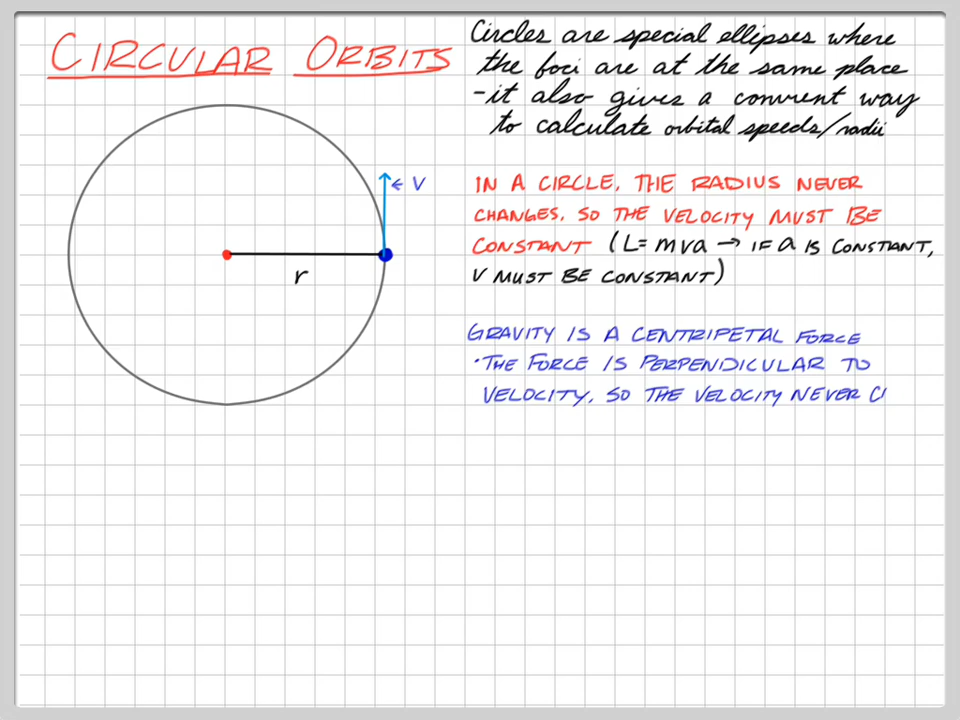 CIRCULAR ORBITS
Circles are special ellipses where
the foci are at the same place
-it also gives a convient way
to calculate orbital speeds/radii
← V
r
IN A CIRCLE, THE RADIUS NEVER
CHANGES, SO THE VELOCITY MUST BE
CONSTANT (L= mva → IF a IS CONSTANT,
V MUST BE CONSTANT)
GRAVITY IS A CENTRIPETAL FORCE
·THE FORCE IS PERPENDICULAR TO
VELOCITY, SO THE VELOCITY NEVER